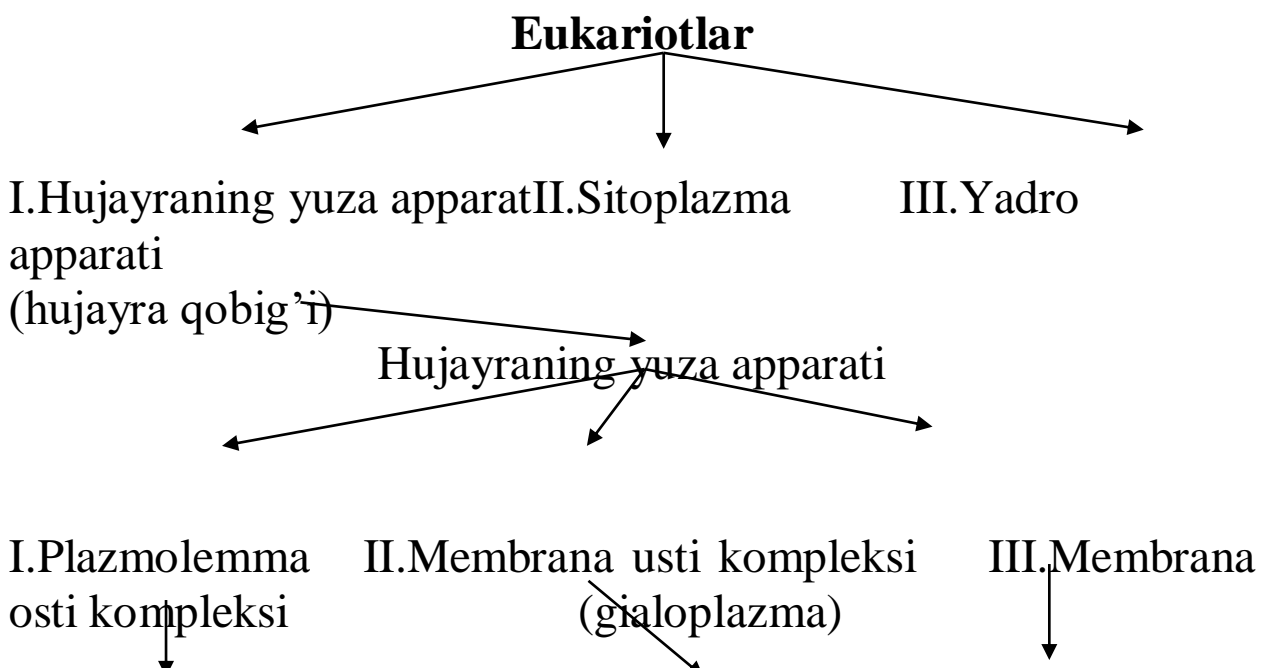 Eukariotlar
I.Hujayraning yuza apparatII.Sitoplazma III.Yadro
apparati
(hujayra qobig’i)
Hujayraning yuza apparati
I.Plazmolemma II.Membrana usti kompleksi III.Membrana
osti kompleksi (gialoplazma)